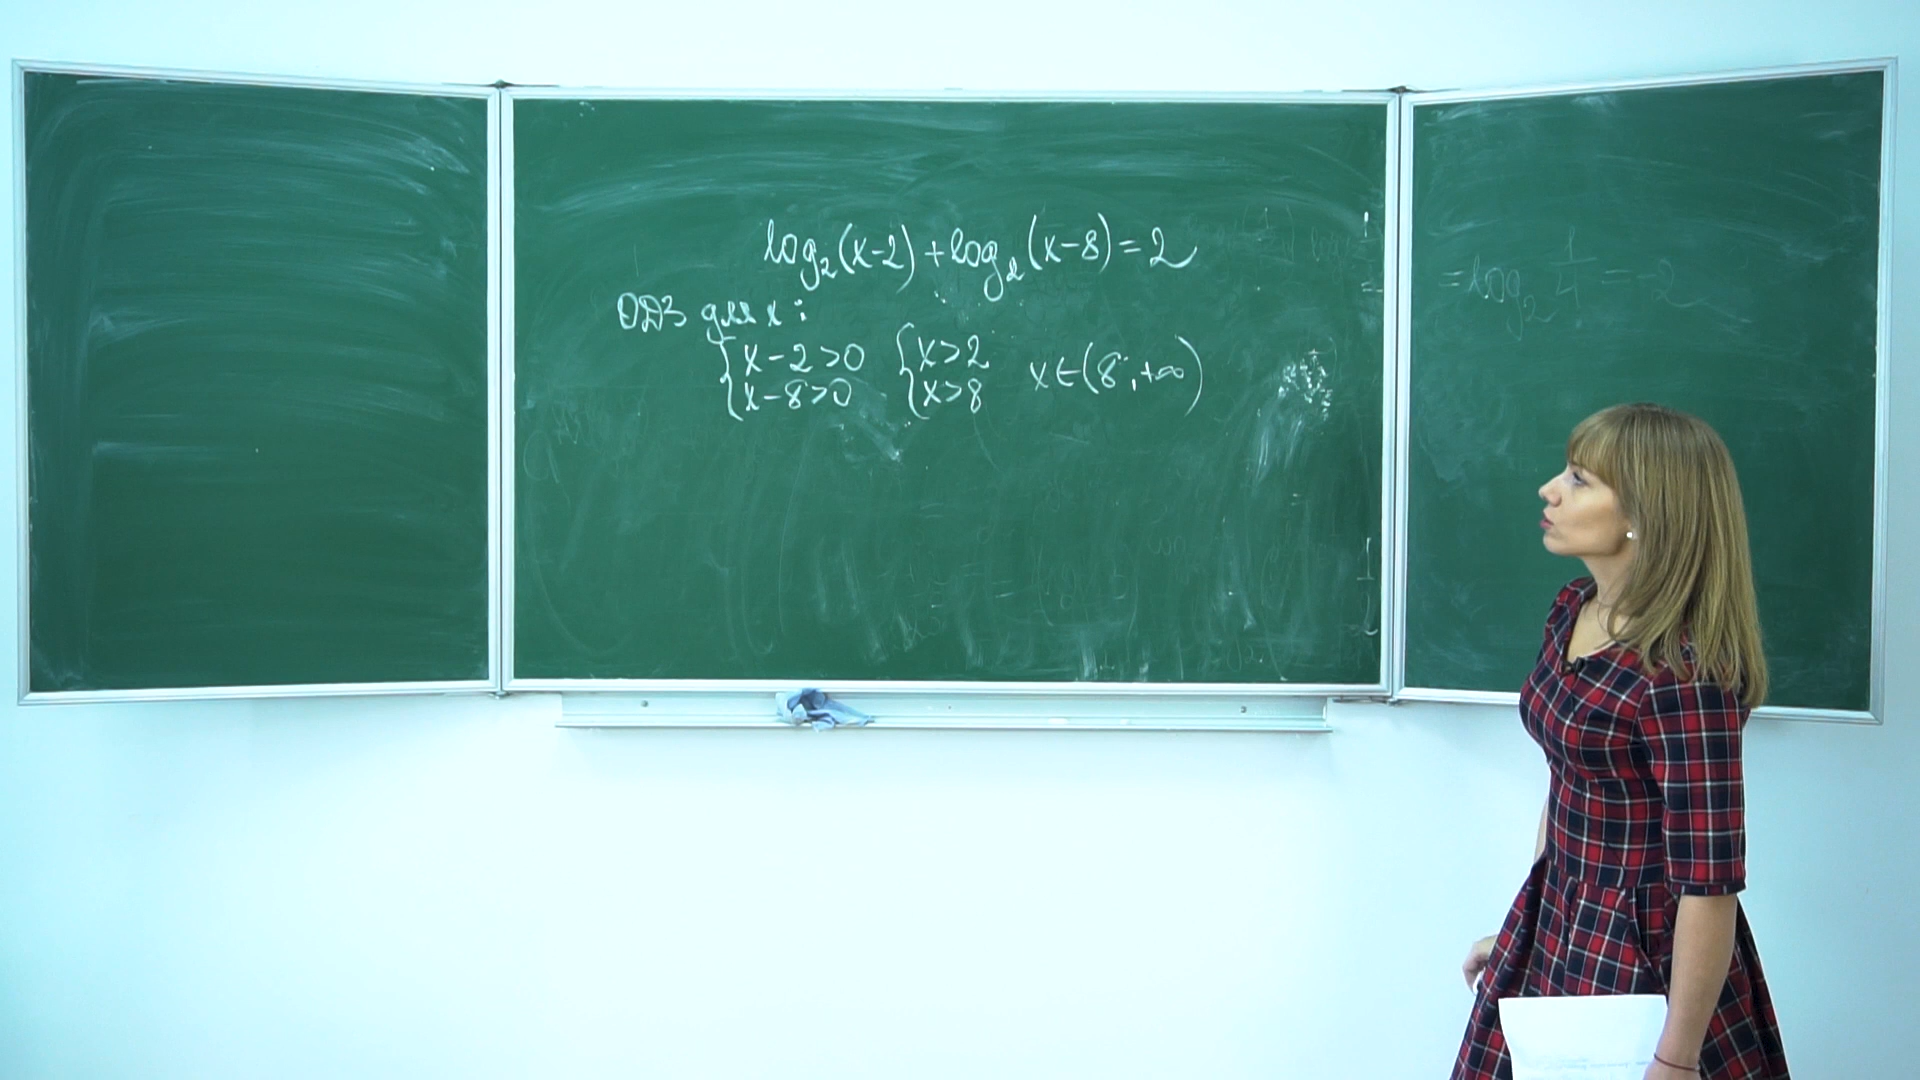 log₂(x-2)+log₂(x-8)=2
ОДЗ для x:
{x-2>0 {x>2 x∈(8;+∞)
{x-8>0 {x>8
=log₂ 1/4 = -2